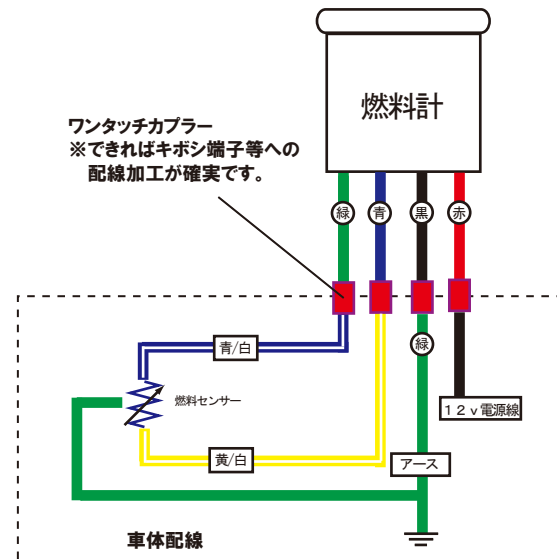 燃料計
ワンタッチカプラー
※できればキボシ端子等への
配線加工が確実です。
緑
青
黒
赤
緑
青/白
燃料センサー
12v電源線
黄/白
アース
車体配線